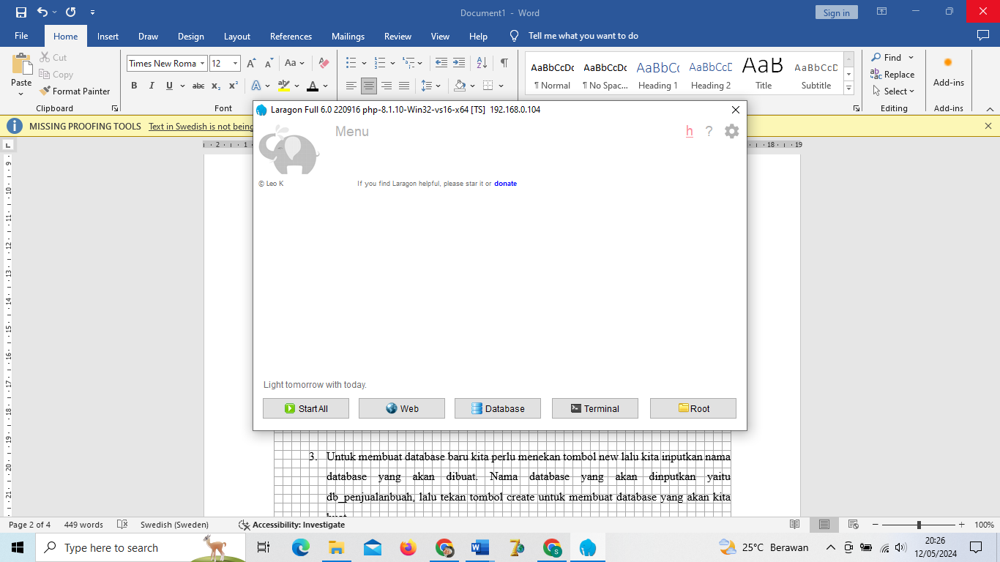 Document1 - Word
Sign in
File Home Insert Draw Design Layout References Mailings Review View Help Tell me what you want to do
Paste
Cut
Copy
Format Painter
Clipboard
Times New Roma 12
Aa
B I U abc x₂ x²
Font
AaBbCcDc AaBbCcDc AaBbCc AaBbCcD AaB AaBbCcD
¶ Normal ¶ No Spac... Heading 1 Heading 2 Title Subtitle
Find
Replace
Select
Editing
Add-ins
Add-ins
MISSING PROOFING TOOLS Text in Swedish is not being
Laragon Full 6.0 220916 php-8.1.10-Win32-vs16-x64 [TS] 192.168.0.104
Menu
h ?
© Leo K
If you find Laragon helpful, please star it or donate
Light tomorrow with today.
Start All Web Database Terminal Root
3. Untuk membuat database baru kita perlu menekan tombol new lalu kita inputkan nama
database yang akan dibuat. Nama database yang akan dinputkan yaitu
db_penjualanbuah, lalu tekan tombol create untuk membuat database yang akan kita
Page 2 of 4 449 words Swedish (Sweden) Accessibility: Investigate 100%
Type here to search
25°C Berawan
20:26
12/05/2024